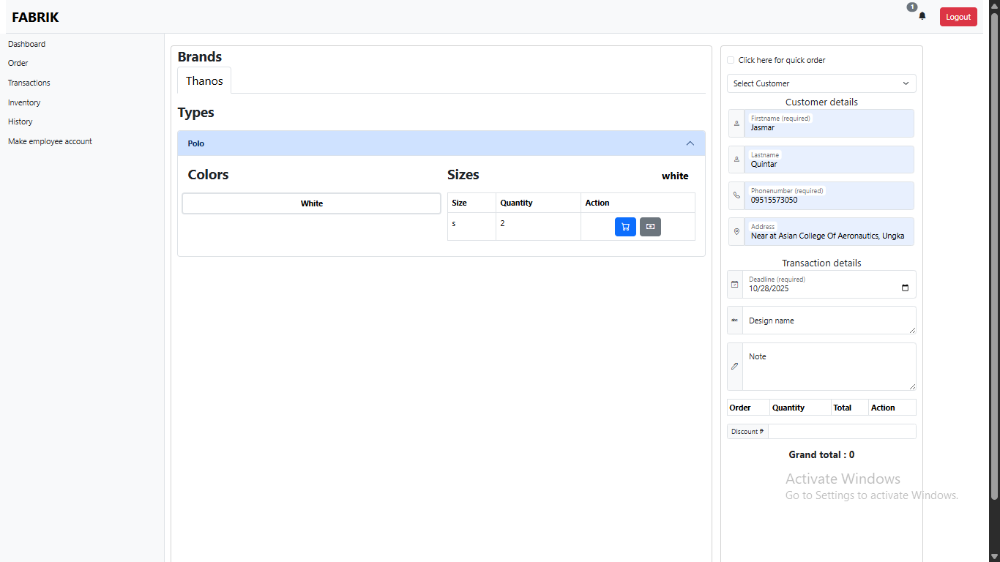 FABRIK
1
Logout
Dashboard
Order
Transactions
Inventory
History
Make employee account
Brands
Thanos
Types
Polo
Colors
White
Sizes
white
Size Quantity Action
s 2
Click here for quick order
Select Customer
Customer details
Firstname (required)
Jasmar
Lastname
Quintar
Phonenumber (required)
09515573050
Address
Near at Asian College Of Aeronautics, Ungka
Transaction details
Deadline (required)
10/28/2025
abc
Design name
Note
Order Quantity Total Action
Discount ₱
Grand total : 0
Activate Windows
Go to Settings to activate Windows.